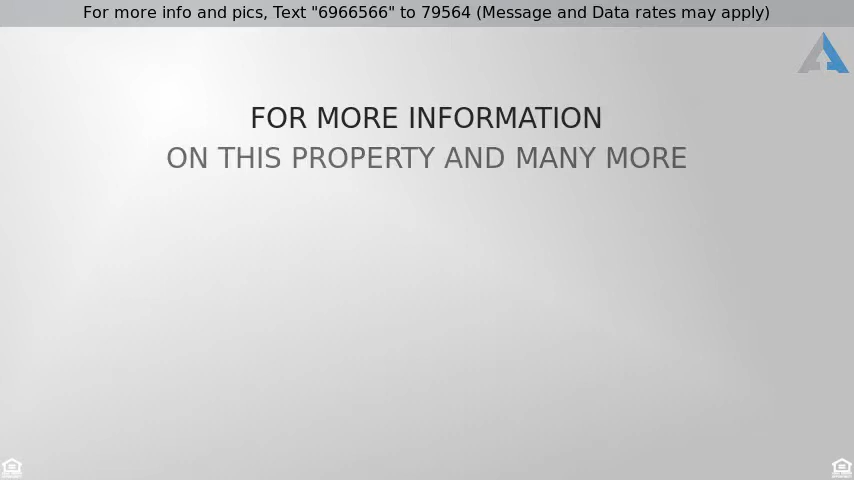 For more info and pics, Text "6966566" to 79564 (Message and Data rates may apply)
FOR MORE INFORMATION
ON THIS PROPERTY AND MANY MORE